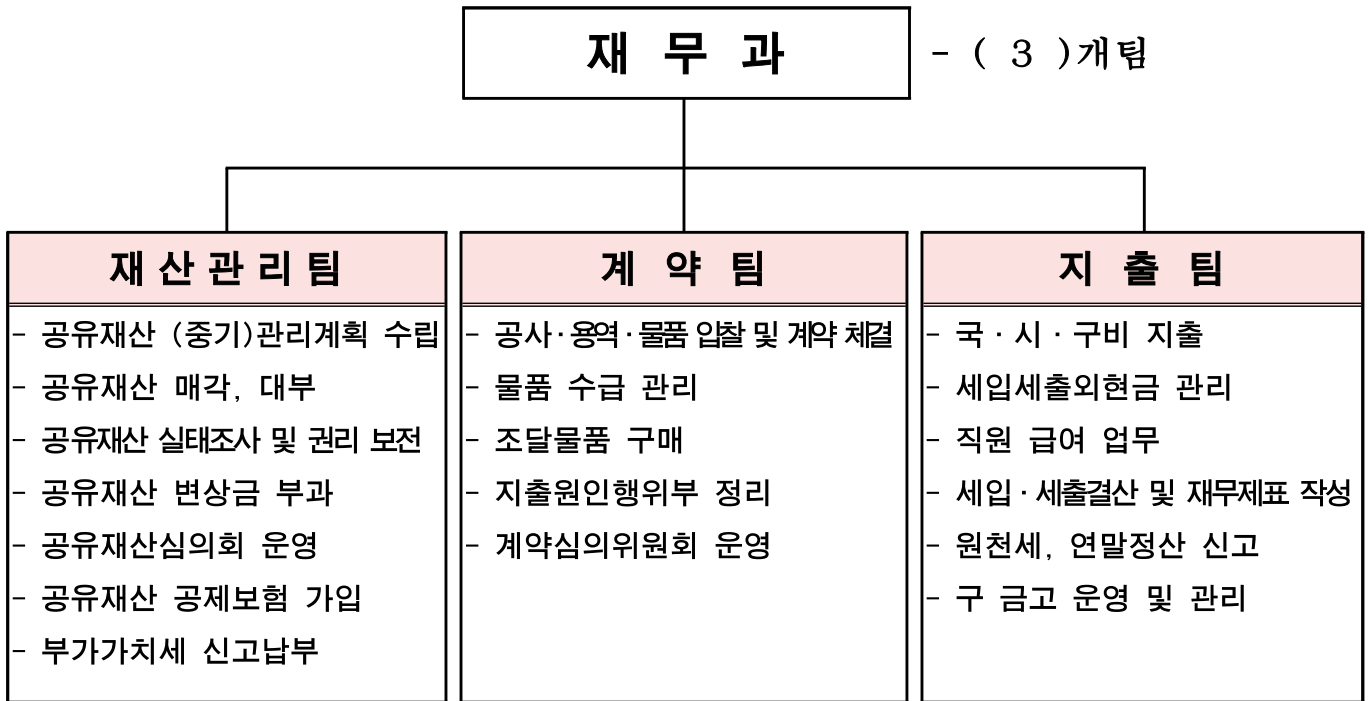 재 무 과
- ( 3 )개팀
재산관리팀
- 공유재산 (중기)관리계획 수립
- 공유재산 매각, 대부
- 공유재산 실태조사 및 권리 보전
- 공유재산 변상금 부과
- 공유재산심의회 운영
- 공유재산 공제보험 가입
- 부가가치세 신고납부
계 약 팀
- 공사·용역·물품 입찰 및 계약 체결
- 물품 수급 관리
- 조달물품 구매
- 지출원인행위부 정리
- 계약심의위원회 운영
지 출 팀
- 국·시·구비 지출
- 세입세출외현금 관리
- 직원 급여 업무
- 세입·세출결산 및 재무제표 작성
- 원천세, 연말정산 신고
- 구 금고 운영 및 관리